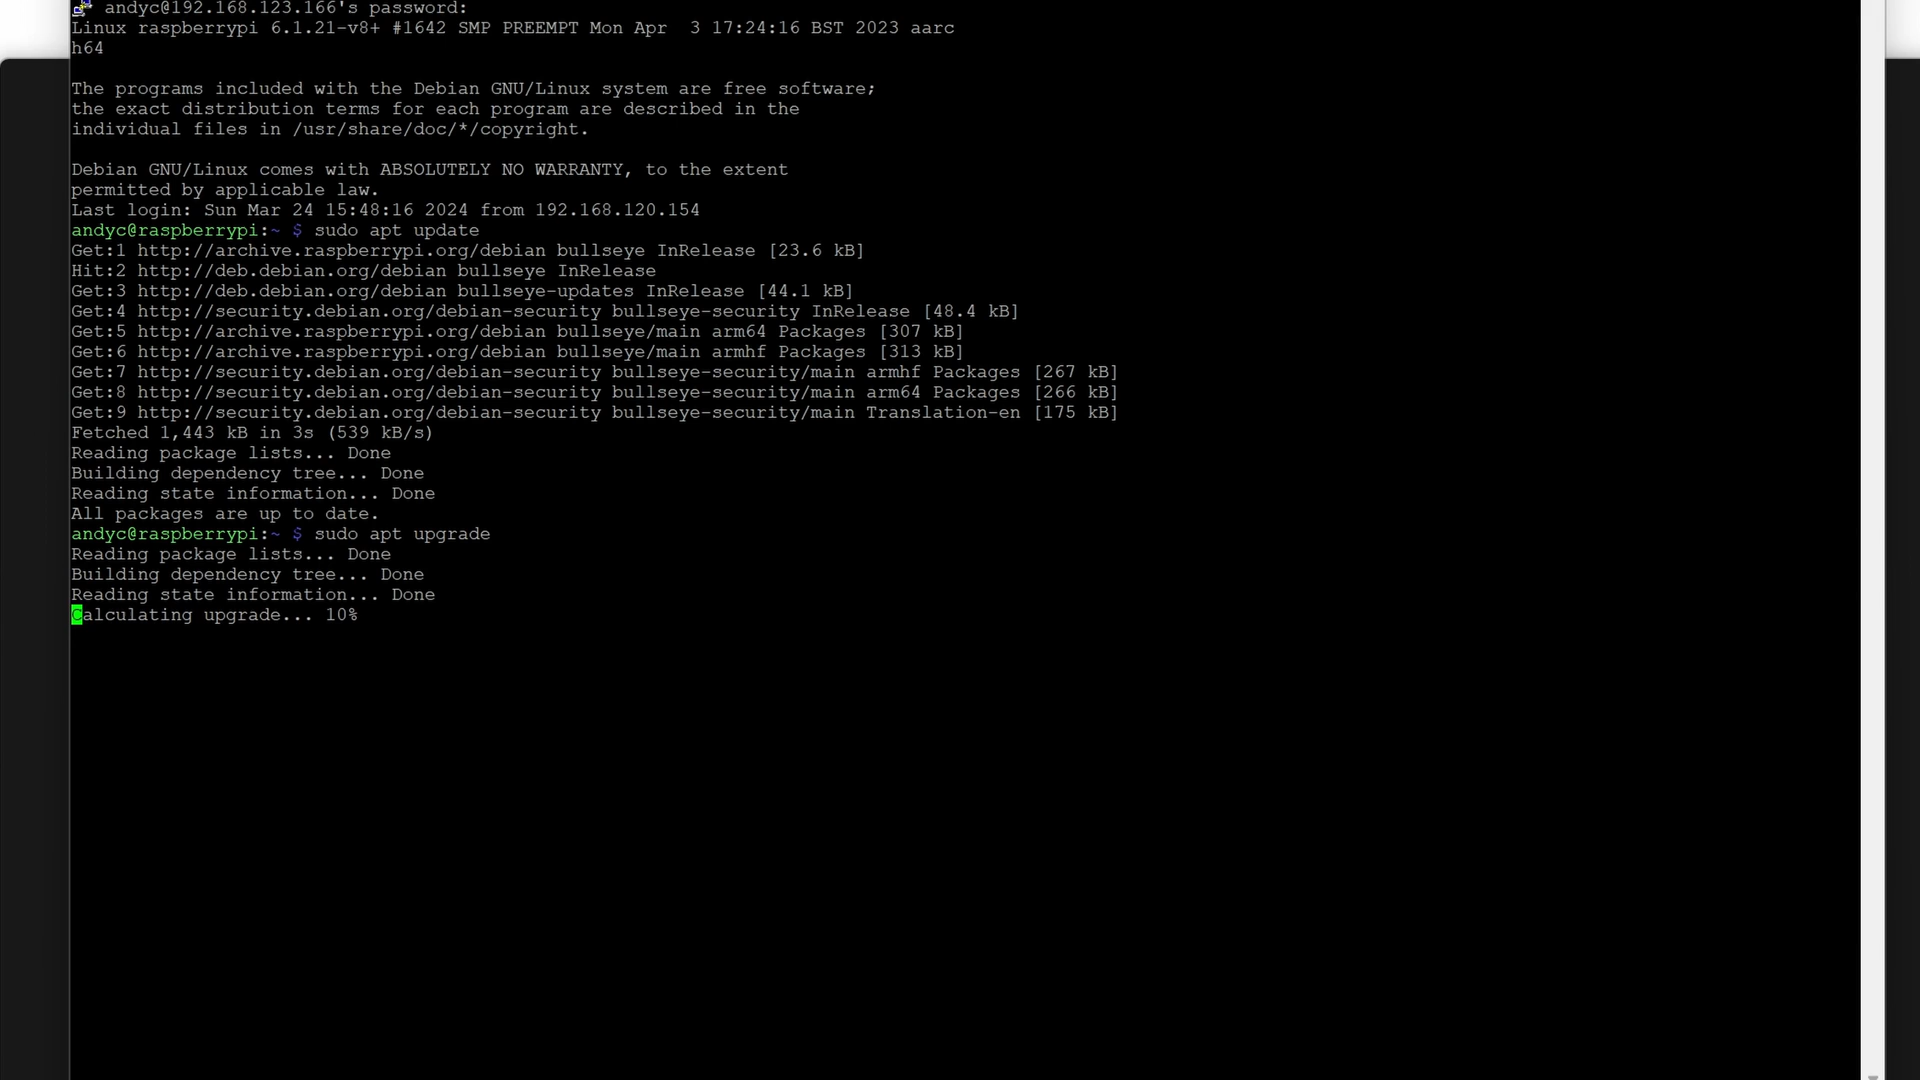 andyc@192.168.123.166's password:
Linux raspberrypi 6.1.21-v8+ #1642 SMP PREEMPT Mon Apr  3 17:24:16 BST 2023 aarc
h64
The programs included with the Debian GNU/Linux system are free software;
the exact distribution terms for each program are described in the
individual files in /usr/share/doc/*/copyright.
Debian GNU/Linux comes with ABSOLUTELY NO WARRANTY, to the extent
permitted by applicable law.
Last login: Sun Mar 24 15:48:16 2024 from 192.168.120.154
andyc@raspberrypi:~ $ sudo apt update
Get:1 http://archive.raspberrypi.org/debian bullseye InRelease [23.6 kB]
Hit:2 http://deb.debian.org/debian bullseye InRelease
Get:3 http://deb.debian.org/debian bullseye-updates InRelease [44.1 kB]
Get:4 http://security.debian.org/debian-security bullseye-security InRelease [48.4 kB]
Get:5 http://archive.raspberrypi.org/debian bullseye/main arm64 Packages [307 kB]
Get:6 http://archive.raspberrypi.org/debian bullseye/main armhf Packages [313 kB]
Get:7 http://security.debian.org/debian-security bullseye-security/main armhf Packages [267 kB]
Get:8 http://security.debian.org/debian-security bullseye-security/main arm64 Packages [266 kB]
Get:9 http://security.debian.org/debian-security bullseye-security/main Translation-en [175 kB]
Fetched 1,443 kB in 3s (539 kB/s)
Reading package lists... Done
Building dependency tree... Done
Reading state information... Done
All packages are up to date.
andyc@raspberrypi:~ $ sudo apt upgrade
Reading package lists... Done
Building dependency tree... Done
Reading state information... Done
Calculating upgrade... 10%